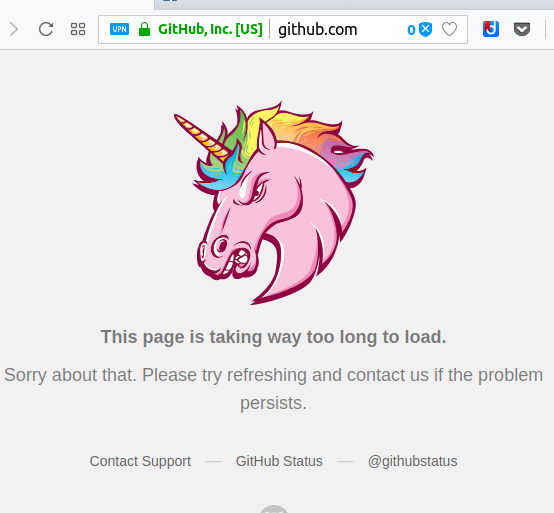 VPN GitHub, Inc. [US] github.com 0
This page is taking way too long to load.
Sorry about that. Please try refreshing and contact us if the problem
persists.
Contact Support — GitHub Status — @githubstatus